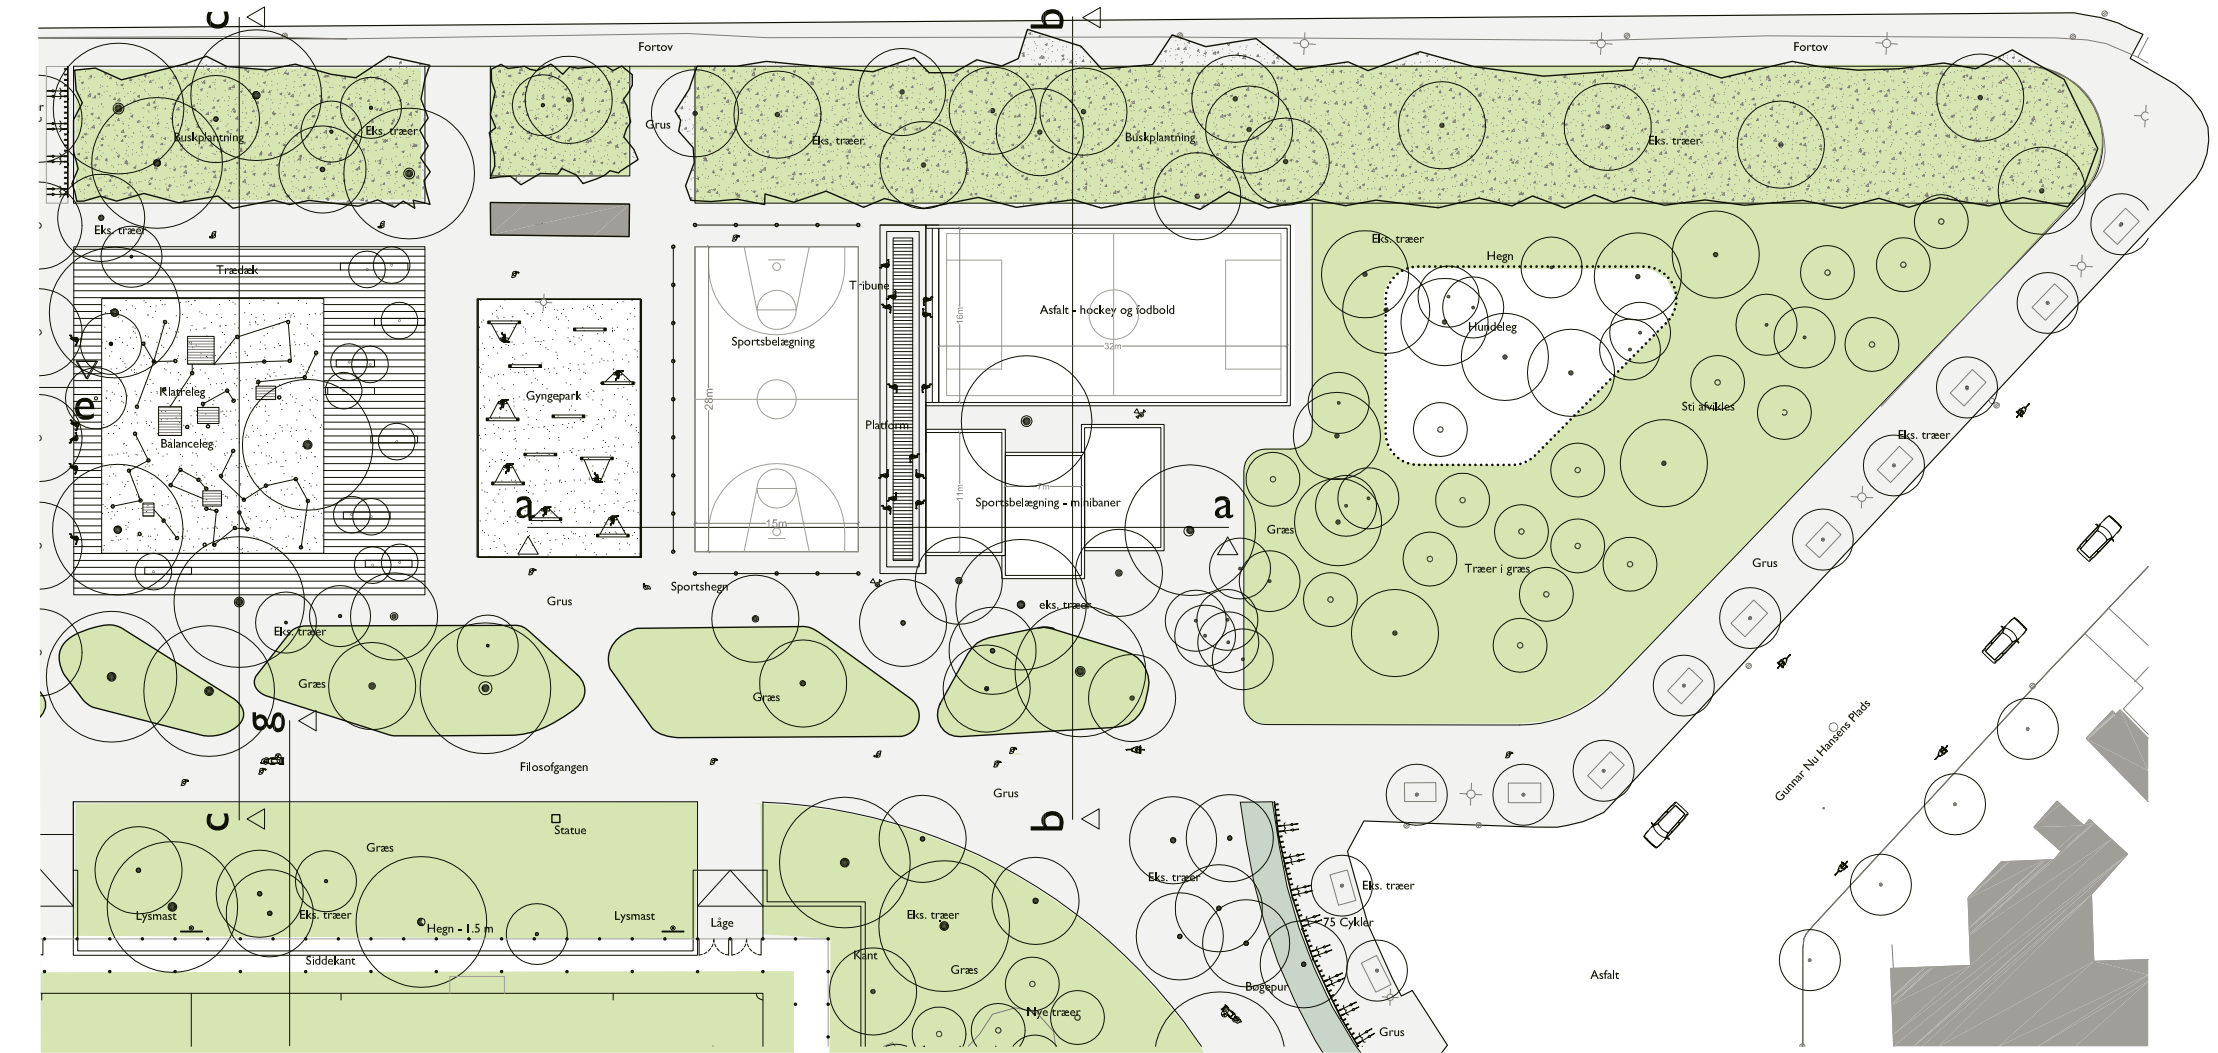 c
b
Fortov
Fortov
Grus
Buskplantning
Eks. træer
Eks. træer
Buskplantning
Eks. træer
Eks. træer
Eks. træer
Hegn
Trædæk
Tribune
Asfalt - hockey og fodbold
16m
32m
Hundeleg
Sportsbelægning
Klatreleg
Gyngepark
28m
e
Sti afvikles
Platform
Eks. træer
Balanceleg
a
a
11m
7m
Sportsbelægning - minibaner
15m
Græs
Træer i græs
Grus
Sportshegn
Grus
eks. træer
Eks. træer
Græs
Græs
g
Gunnar Nu Hansens Plads
Filosofgangen
Grus
c
b
Statue
Græs
Eks. træer
Eks. træer
Lysmast
Eks. træer
Lysmast
Låge
Eks. træer
75 Cykler
Hegn - 1.5 m
Siddekant
Kant
Græs
Asfalt
Bøgepur
Nye træer
Grus